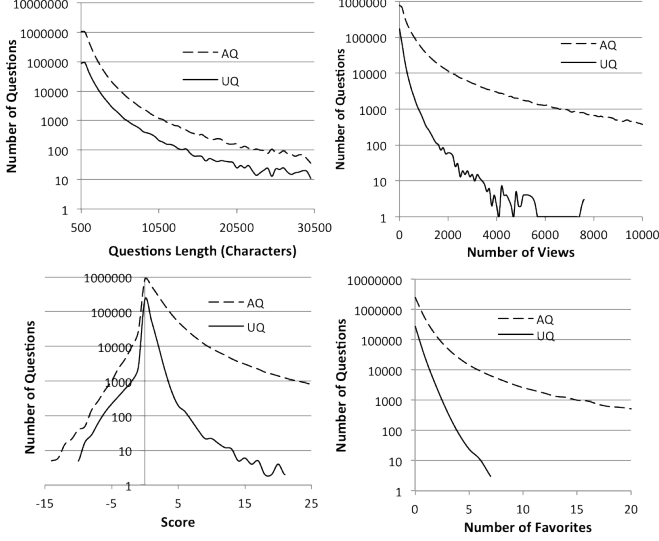 Number of Questions
10000000
1000000
100000
10000
1000
100
10
1
AQ
UQ
500 10500 20500 30500
Questions Length (Characters)
Number of Questions
1000000
100000
10000
1000
100
10
1
AQ
UQ
0 2000 4000 6000 8000 10000
Number of Views
Number of Questions
1000000
100000
10000
1000
100
10
1
AQ
UQ
-15 -5 5 15 25
Score
Number of Questions
10000000
1000000
100000
10000
1000
100
10
1
AQ
UQ
0 5 10 15 20
Number of Favorites